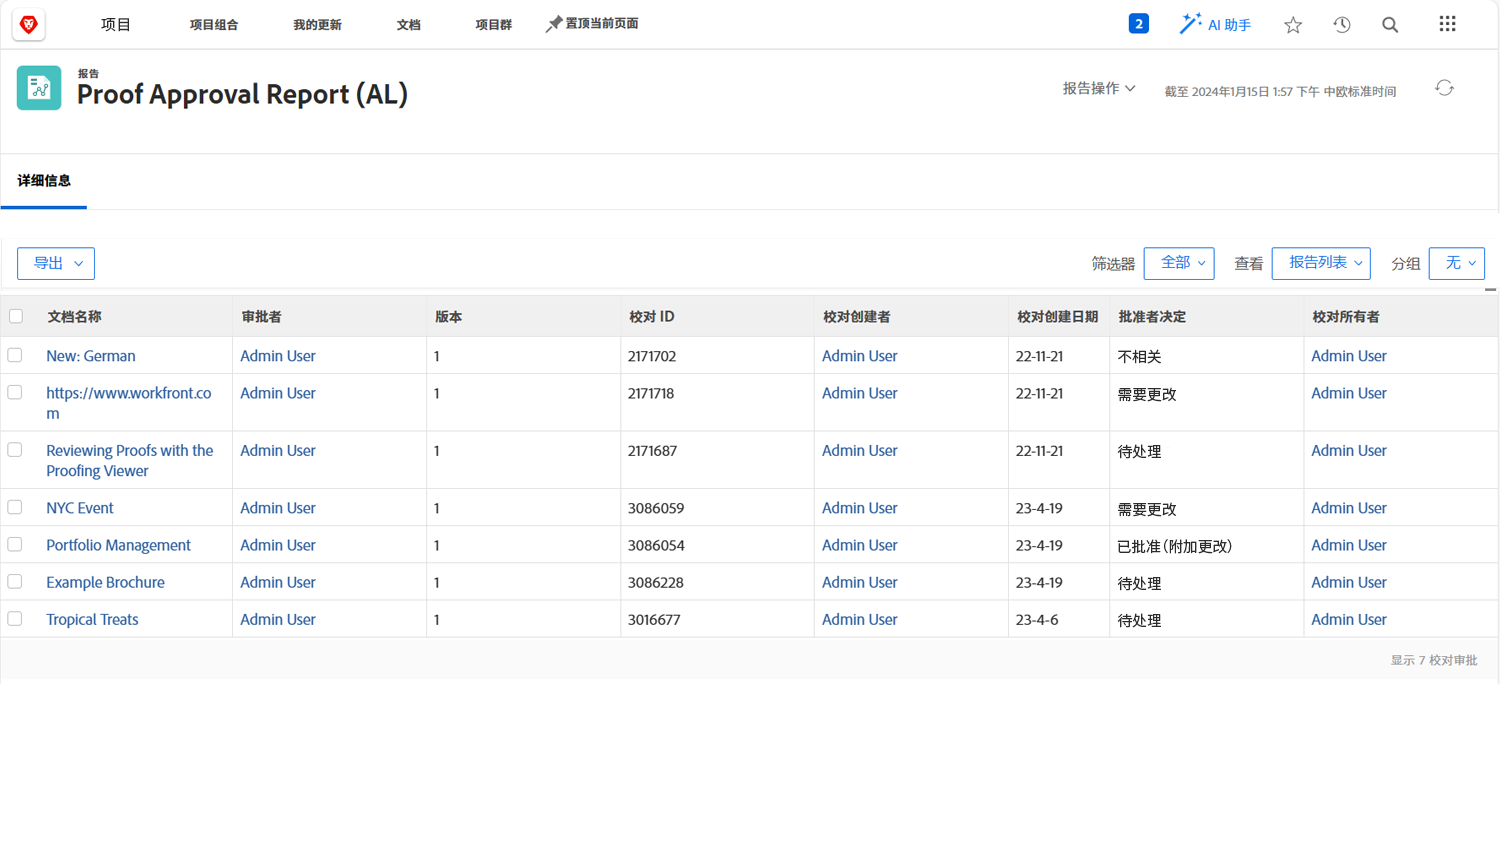 项目 项目组合 我的更新 文档 项目群 置顶当前页面 2 AI 助手
报告
Proof Approval Report (AL)
报告操作 截至 2024年1月15日 1:57 下午 中欧标准时间
详细信息
导出 筛选器 全部 查看 报告列表 分组 无
文档名称 审批者 版本 校对 ID 校对创建者 校对创建日期 批准者决定 校对所有者
New: German Admin User 1 2171702 Admin User 22-11-21 不相关 Admin User
https://www.workfront.co Admin User 1 2171718 Admin User 22-11-21 需要更改 Admin User
m
Reviewing Proofs with the Admin User 1 2171687 Admin User 22-11-21 待处理 Admin User
Proofing Viewer
NYC Event Admin User 1 3086059 Admin User 23-4-19 需要更改 Admin User
Portfolio Management Admin User 1 3086054 Admin User 23-4-19 已批准（附加更改） Admin User
Example Brochure Admin User 1 3086228 Admin User 23-4-19 待处理 Admin User
Tropical Treats Admin User 1 3016677 Admin User 23-4-6 待处理 Admin User
显示 7 校对审批